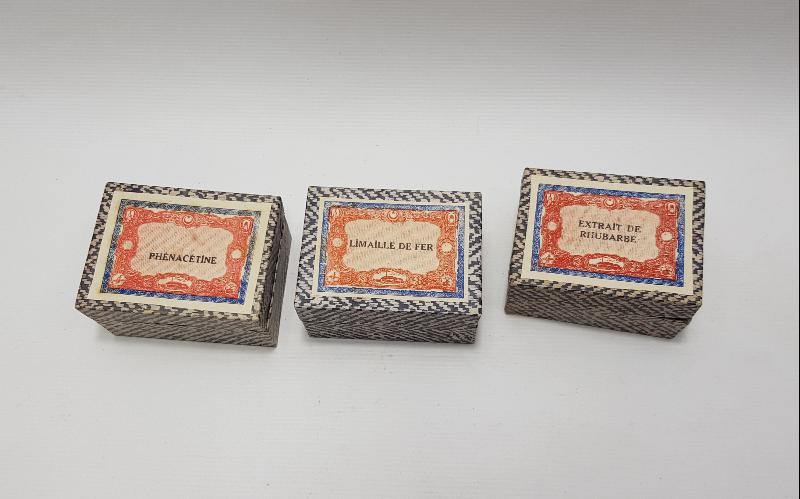 PHÉNACÉTINE
LIMAILLE DE FER
EXTRAIT DE
RHUBARBE